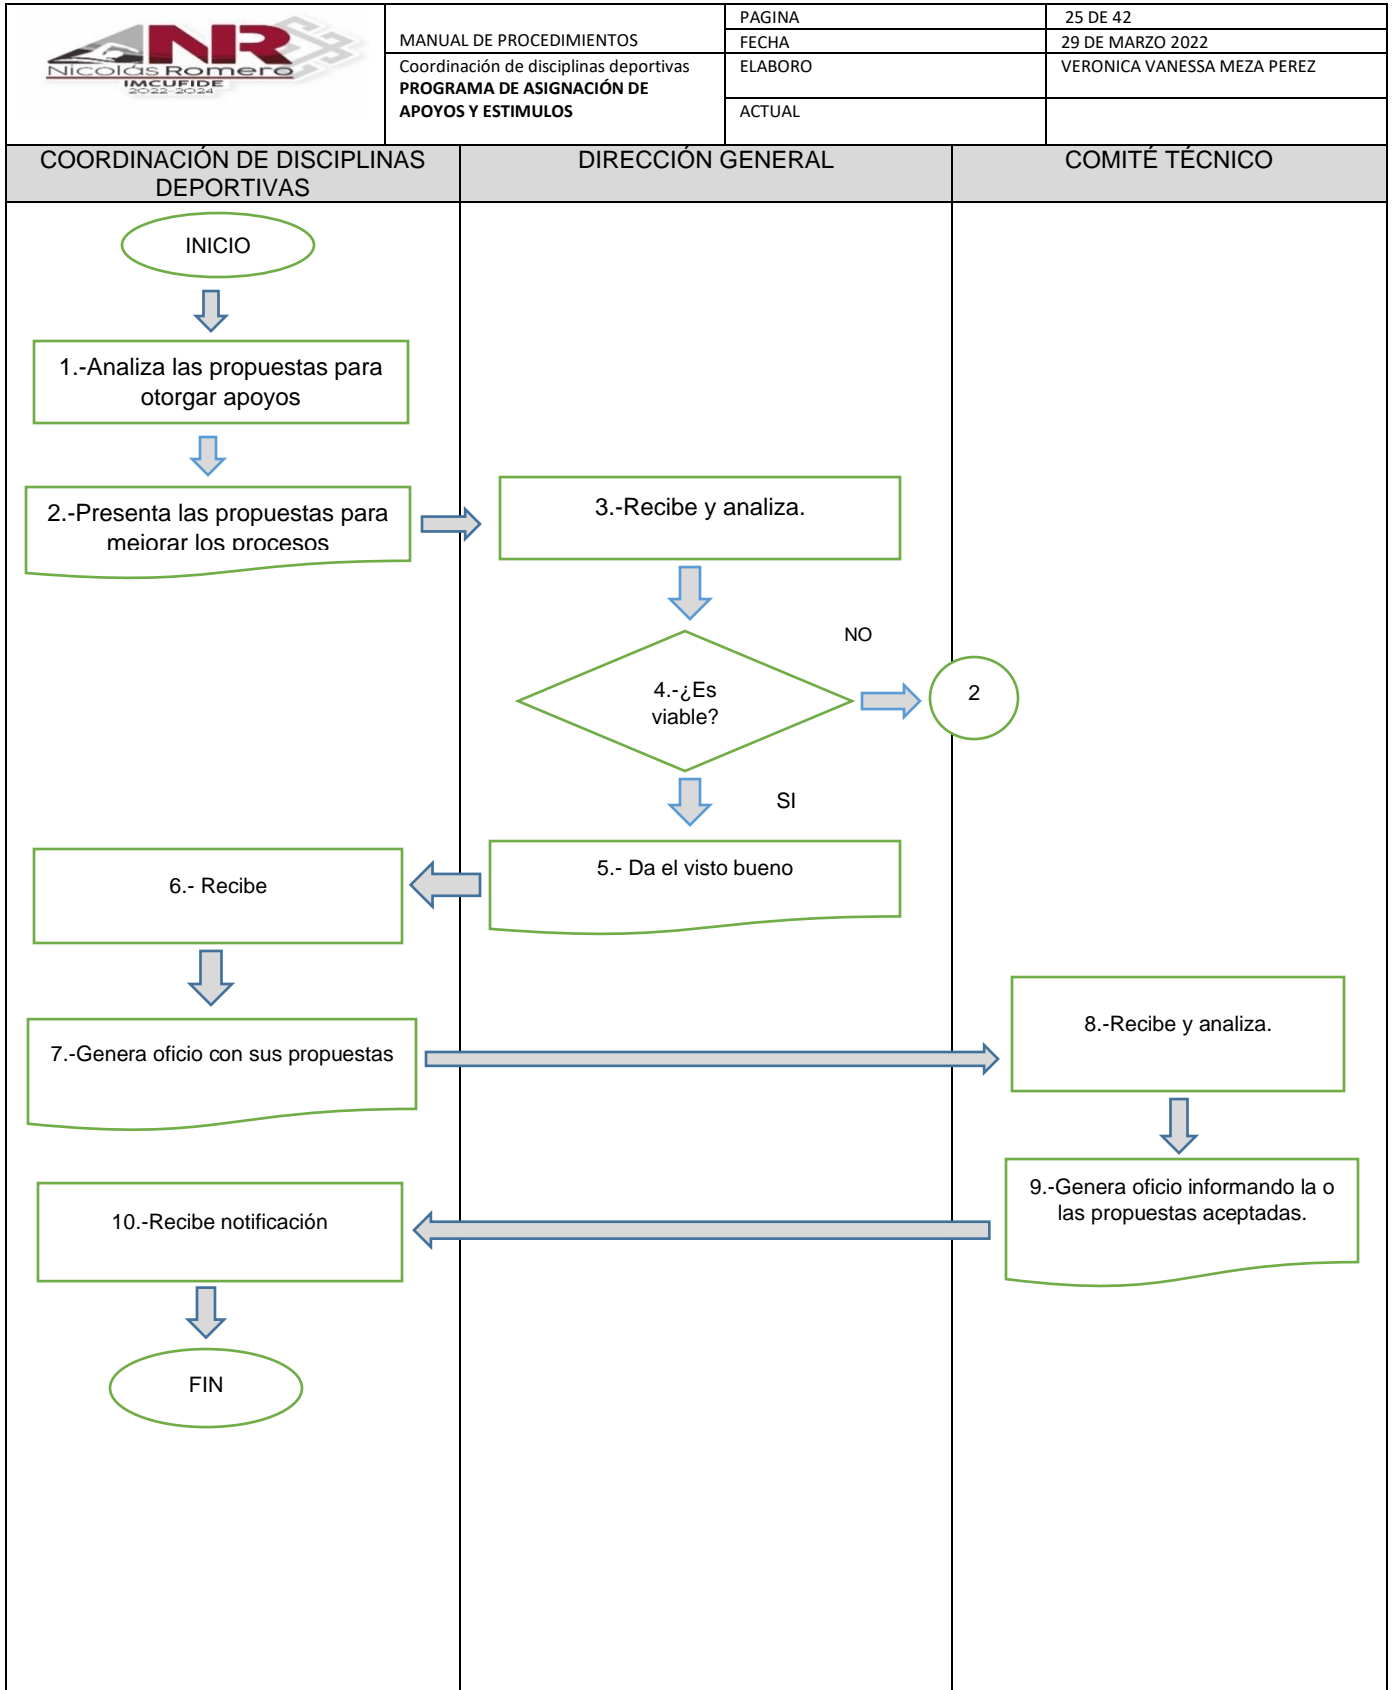 NR
Nicolás Romero
IMCUFIDE
2022-2024
MANUAL DE PROCEDIMIENTOS
Coordinación de disciplinas deportivas
PROGRAMA DE ASIGNACIÓN DE
APOYOS Y ESTIMULOS
PAGINA
25 DE 42
FECHA
29 DE MARZO 2022
ELABORO
VERONICA VANESSA MEZA PEREZ
ACTUAL
COORDINACIÓN DE DISCIPLINAS
DEPORTIVAS
DIRECCIÓN GENERAL
COMITÉ TÉCNICO
INICIO
1.-Analiza las propuestas para
otorgar apoyos
2.-Presenta las propuestas para
mejorar los procesos
3.-Recibe y analiza.
NO
4.-¿Es
viable?
2
SI
5.- Da el visto bueno
6.- Recibe
7.-Genera oficio con sus propuestas
8.-Recibe y analiza.
9.-Genera oficio informando la o
las propuestas aceptadas.
10.-Recibe notificación
FIN